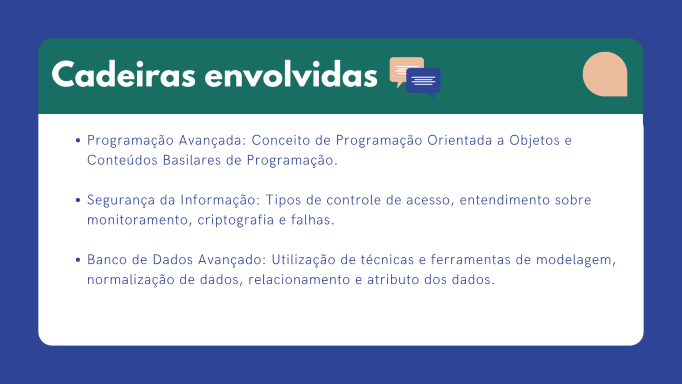 Cadeiras envolvidas
• Programação Avançada: Conceito de Programação Orientada a Objetos e
Conteúdos Basilares de Programação.
• Segurança da Informação: Tipos de controle de acesso, entendimento sobre
monitoramento, criptografia e falhas.
• Banco de Dados Avançado: Utilização de técnicas e ferramentas de modelagem,
normalização de dados, relacionamento e atributo dos dados.